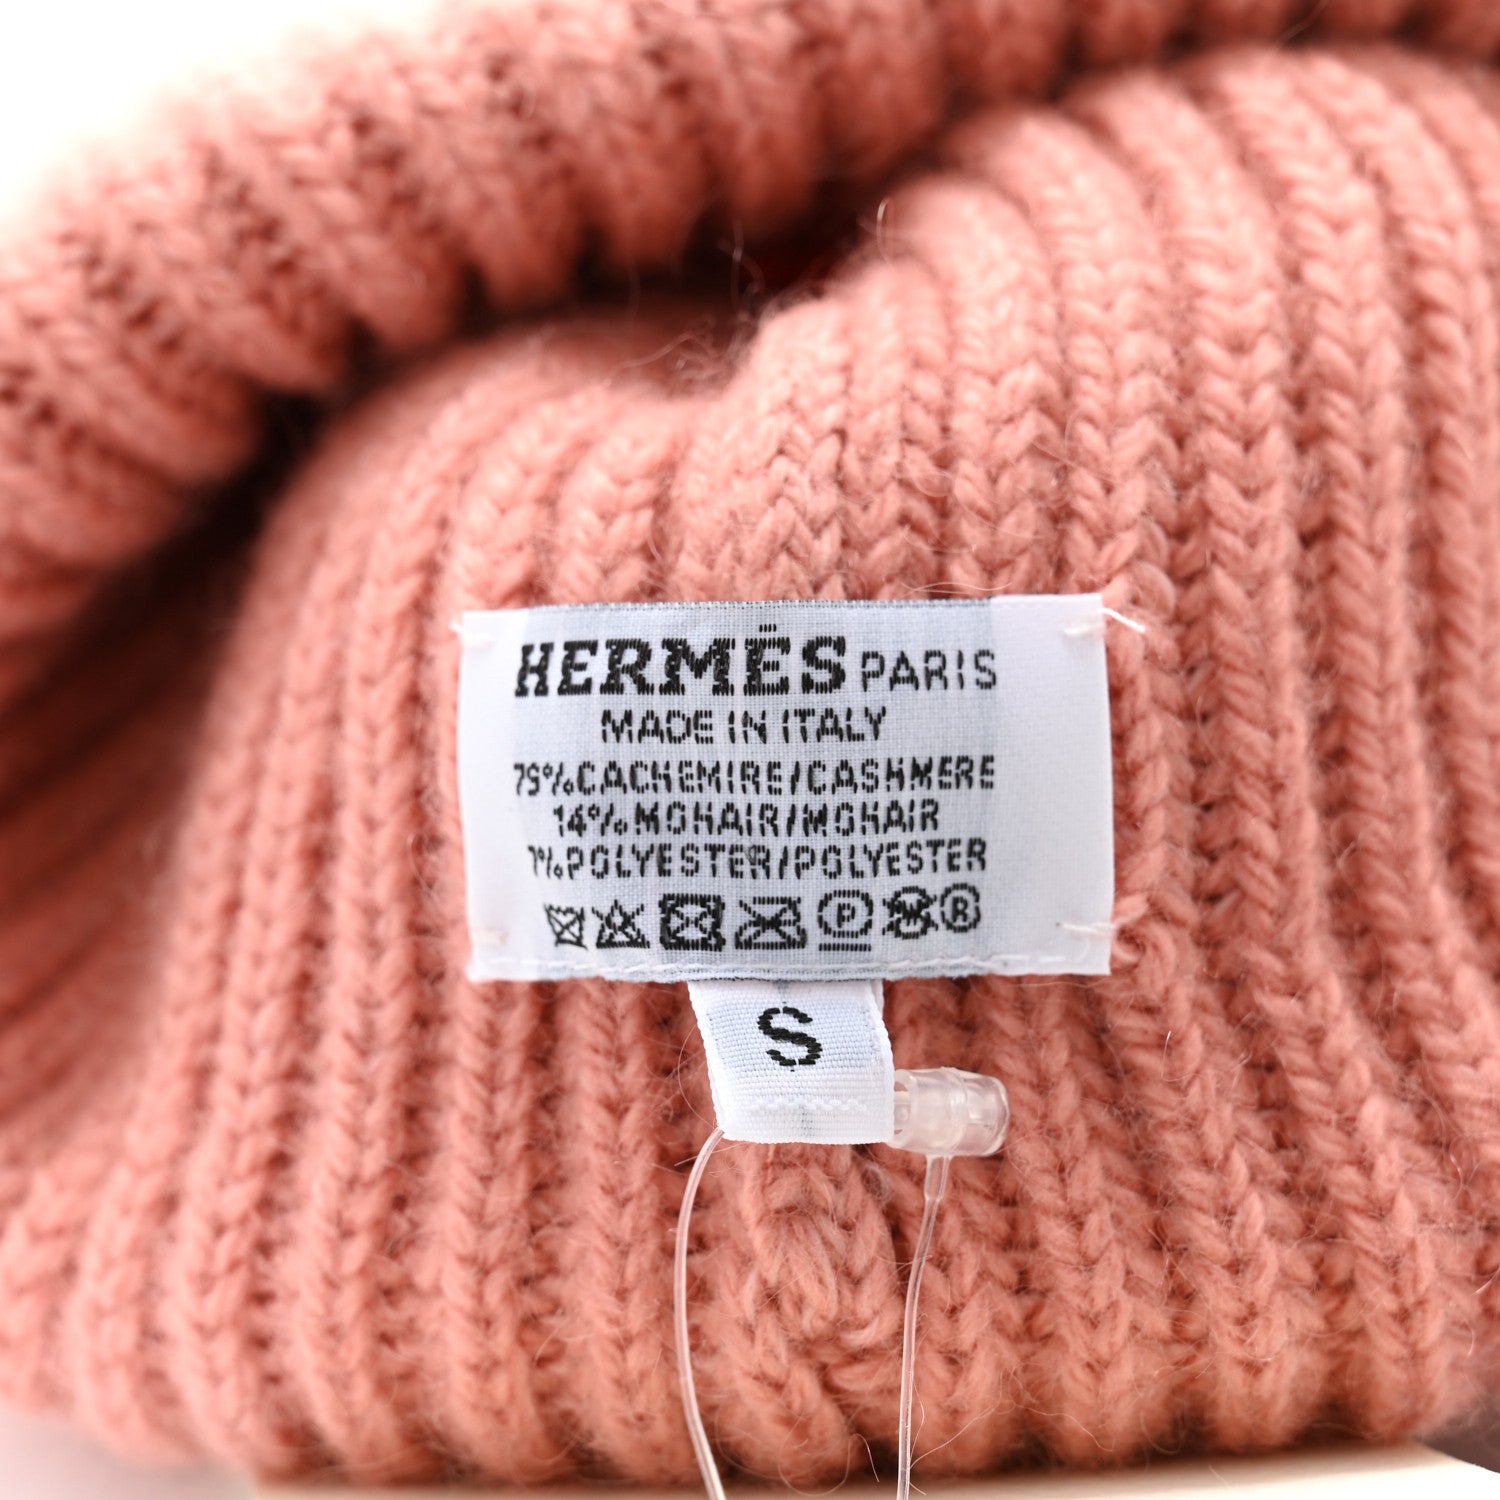 HERMÈS PARIS
MADE IN ITALY
79%CACHEMIRE/CASHMERE
14%MOHAIR/MOHAIR
7%POLYESTER/POLYESTER
P W ®
S